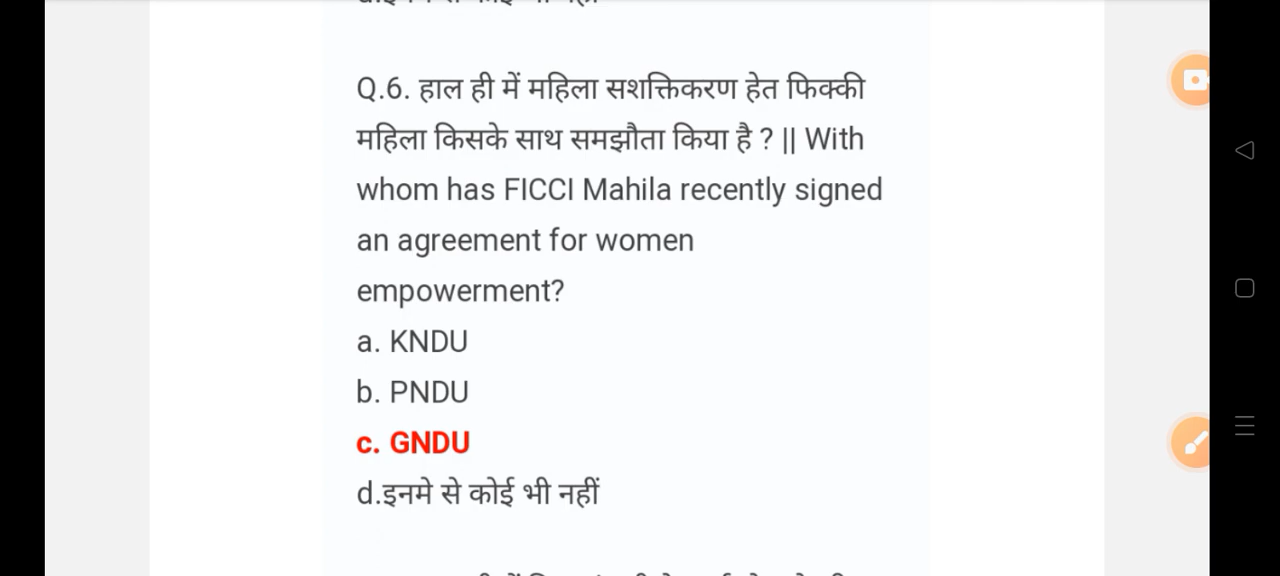 Q.6. हाल ही में महिला सशक्तिकरण हेत फिक्की
महिला किसके साथ समझौता किया है ? || With
whom has FICCI Mahila recently signed
an agreement for women
empowerment?
a. KNDU
b. PNDU
c. GNDU
d.इनमे से कोई भी नहीं